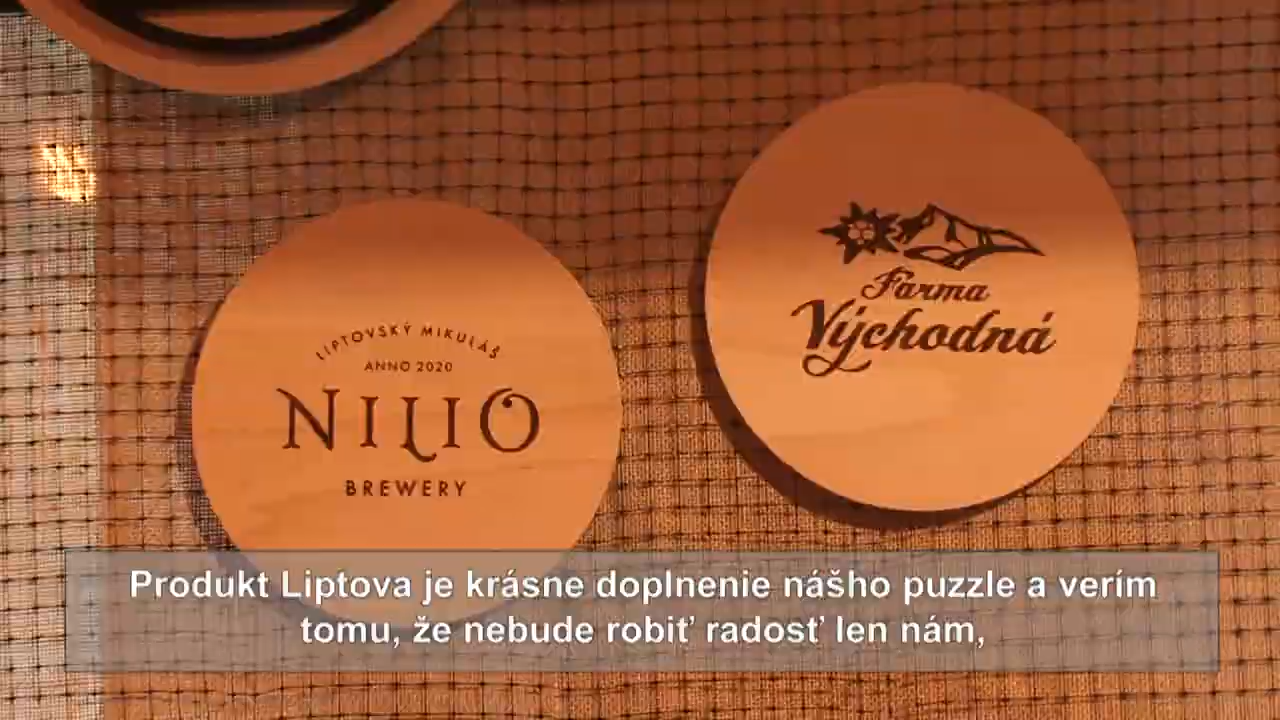 LIPTOVSKÝ MIKULÁŠ
ANNO 2020
NILIO
BREWERY
Farma
Východná
Produkt Liptova je krásne doplnenie nášho puzzle a verím
tomu, že nebude robiť radosť len nám,